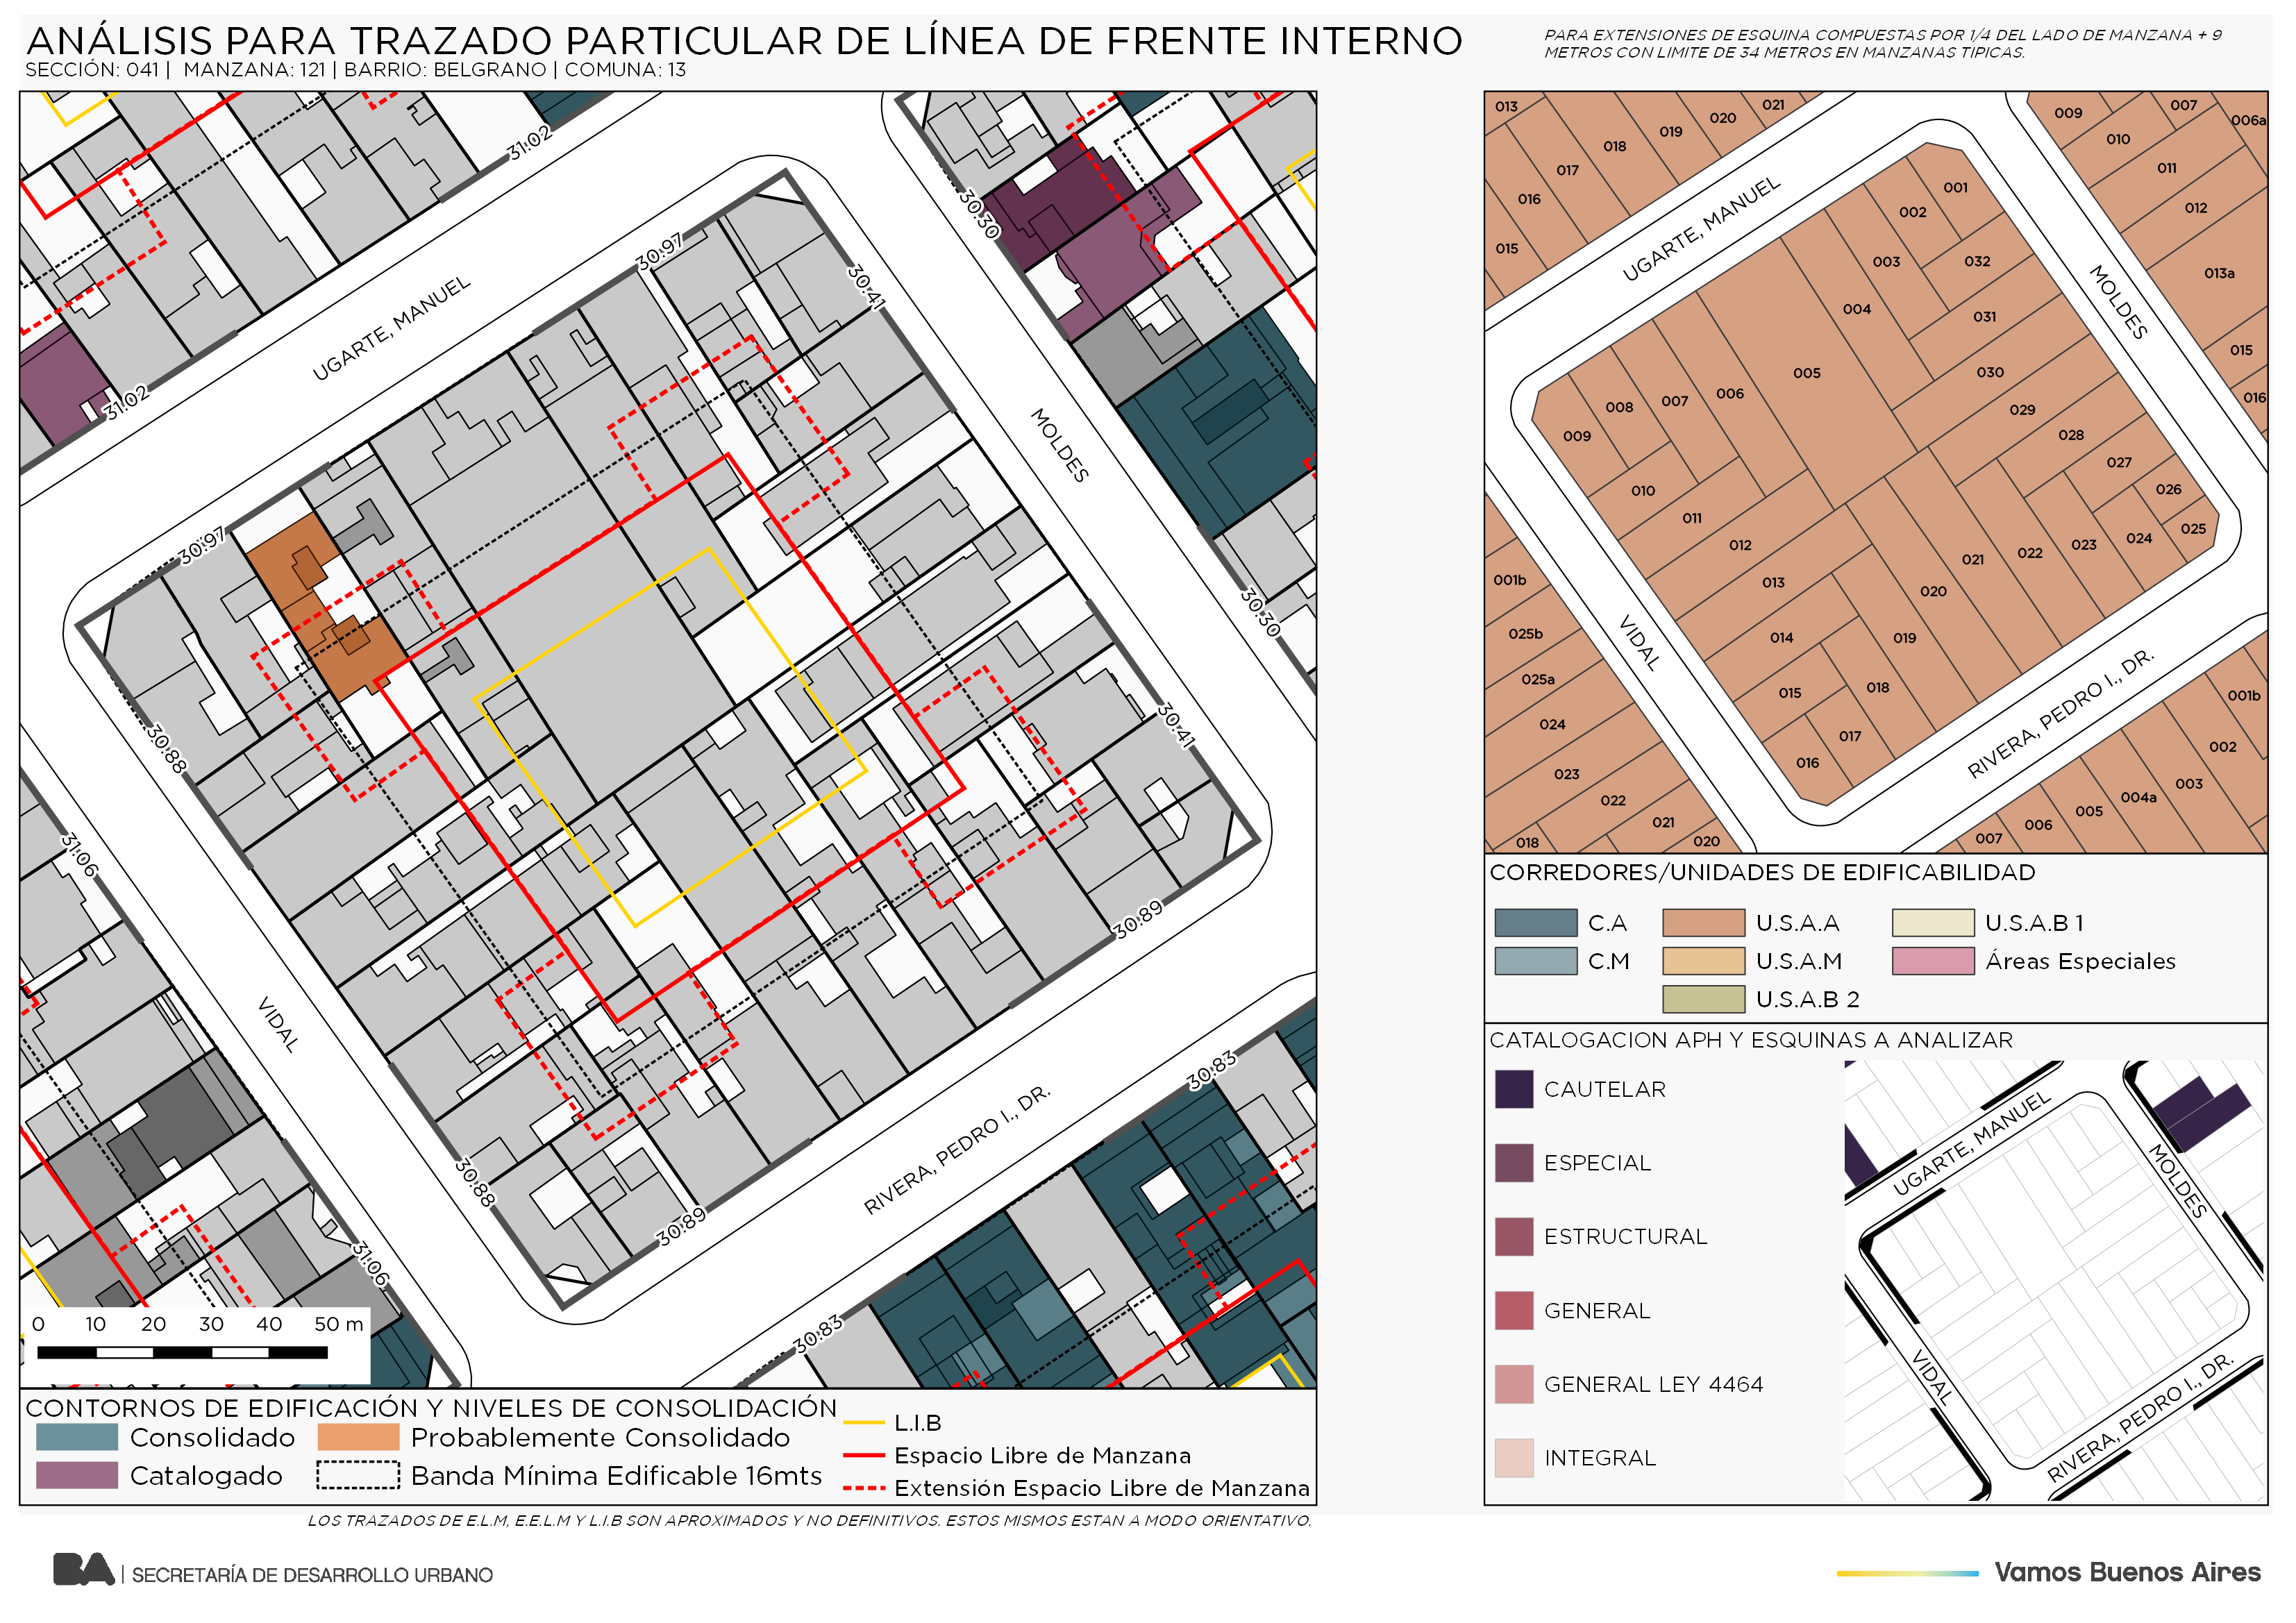 ANÁLISIS PARA TRAZADO PARTICULAR DE LÍNEA DE FRENTE INTERNO
SECCIÓN: 041 | MANZANA: 121 | BARRIO: BELGRANO | COMUNA: 13
PARA EXTENSIONES DE ESQUINA COMPUESTAS POR 1/4 DEL LADO DE MANZANA + 9
METROS CON LIMITE DE 34 METROS EN MANZANAS TIPICAS.
31.02
31.02
UGARTE, MANUEL
30.97
30.97
30.30
30.30
30.41
30.41
MOLDES
30.88
30.88
31.06
31.06
VIDAL
30.89
30.89
RIVERA, PEDRO I., DR.
30.83
30.83
0 10 20 30 40 50 m
CONTORNOS DE EDIFICACIÓN Y NIVELES DE CONSOLIDACIÓN
Consolidado
Catalogado
Probablemente Consolidado
Banda Mínima Edificable 16mts
L.I.B
Espacio Libre de Manzana
Extensión Espacio Libre de Manzana
LOS TRAZADOS DE E.L.M, E.E.L.M Y L.I.B SON APROXIMADOS Y NO DEFINITIVOS. ESTOS MISMOS ESTAN A MODO ORIENTATIVO.
013
015
016
017
018
019
020
021
009
007
006a
010
011
012
013a
015
016
UGARTE, MANUEL
MOLDES
VIDAL
RIVERA, PEDRO I., DR.
001
002
003
004
005
006
007
008
009
010
011
012
013
014
015
016
017
018
019
020
021
022
023
024
025
026
027
028
029
030
031
032
001b
025b
025a
024
023
022
021
020
018
001b
002
003
004a
005
006
007
CORREDORES/UNIDADES DE EDIFICABILIDAD
C.A
C.M
U.S.A.A
U.S.A.M
U.S.A.B 2
U.S.A.B 1
Áreas Especiales
CATALOGACION APH Y ESQUINAS A ANALIZAR
CAUTELAR
ESPECIAL
ESTRUCTURAL
GENERAL
GENERAL LEY 4464
INTEGRAL
UGARTE, MANUEL
MOLDES
VIDAL
RIVERA, PEDRO I., DR.
BA | SECRETARÍA DE DESARROLLO URBANO
Vamos Buenos Aires